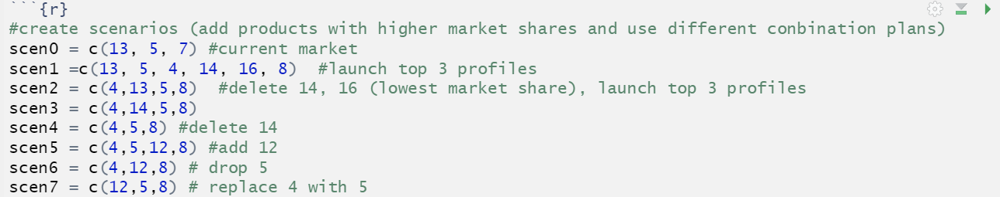 ```{r}
#create scenarios (add products with higher market shares and use different conbination plans)
scen0 = c(13, 5, 7) #current market
scen1 =c(13, 5, 4, 14, 16, 8)  #launch top 3 profiles
scen2 = c(4,13,5,8)  #delete 14, 16 (lowest market share), launch top 3 profiles
scen3 = c(4,14,5,8)
scen4 = c(4,5,8) #delete 14
scen5 = c(4,5,12,8) #add 12
scen6 = c(4,12,8) # drop 5
scen7 = c(12,5,8) # replace 4 with 5